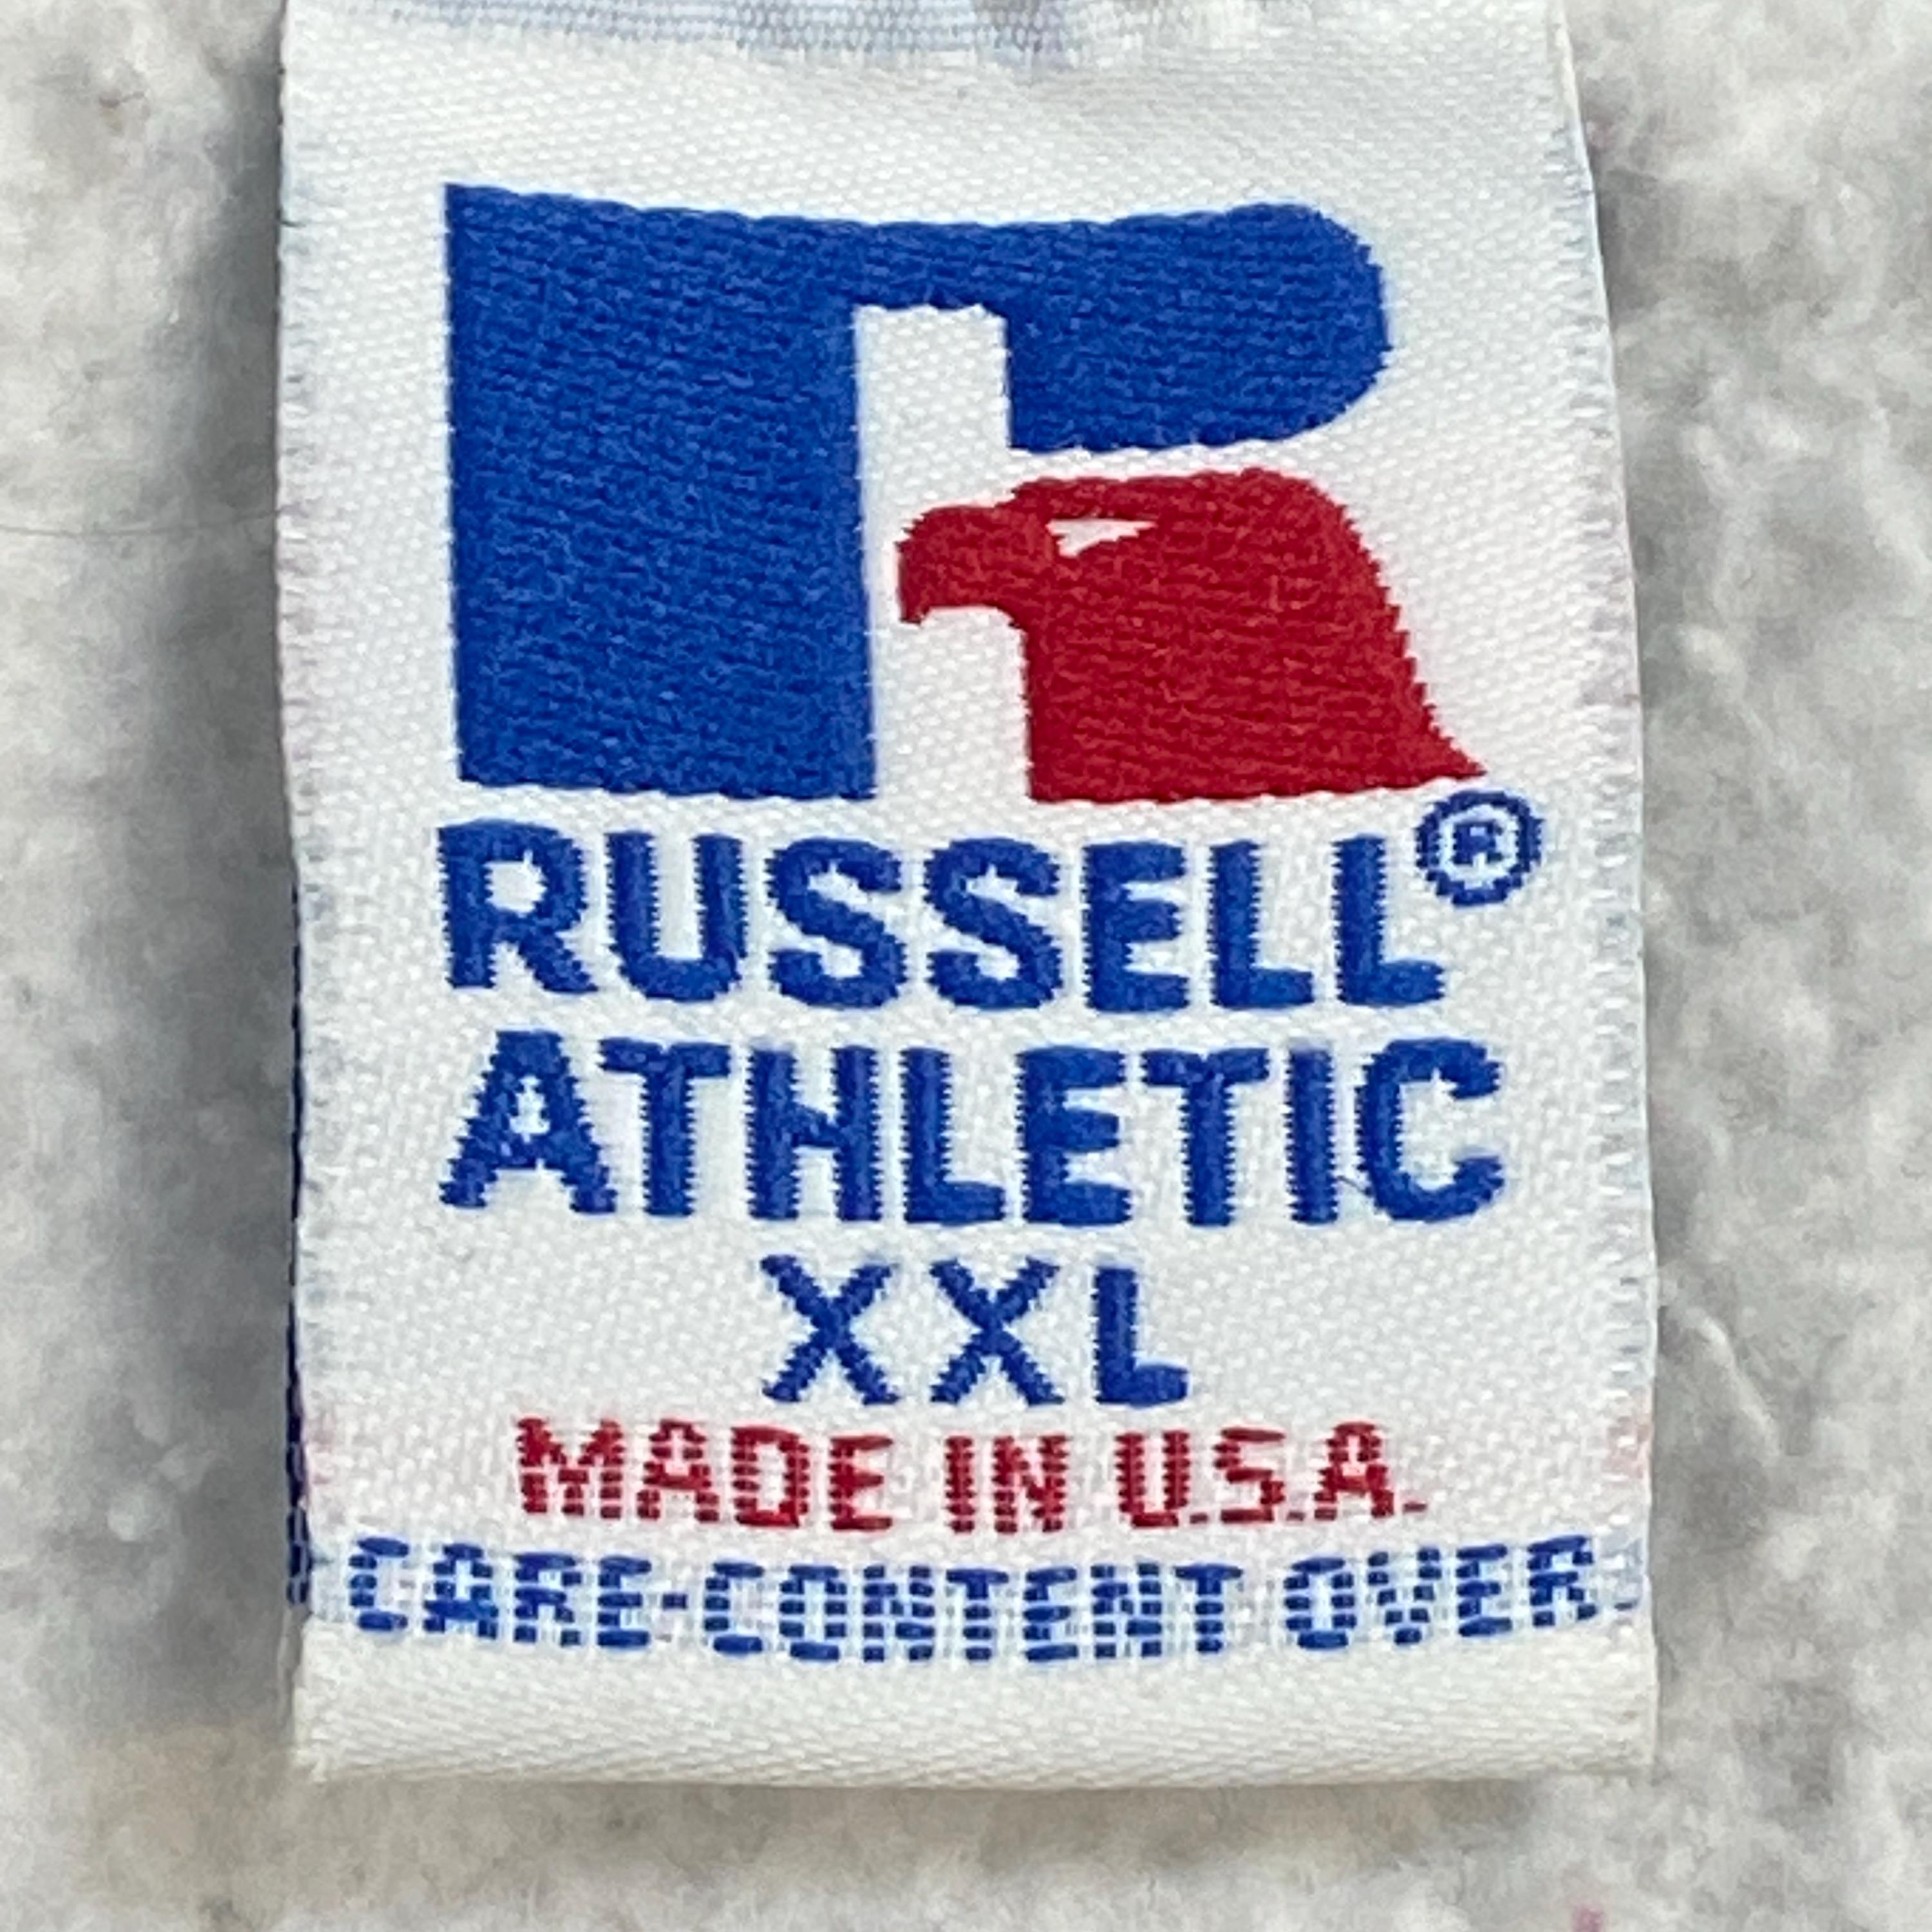 RUSSELL®
ATHLETIC
XXL
MADE IN U.S.A.
CARE-CONTENT OVER